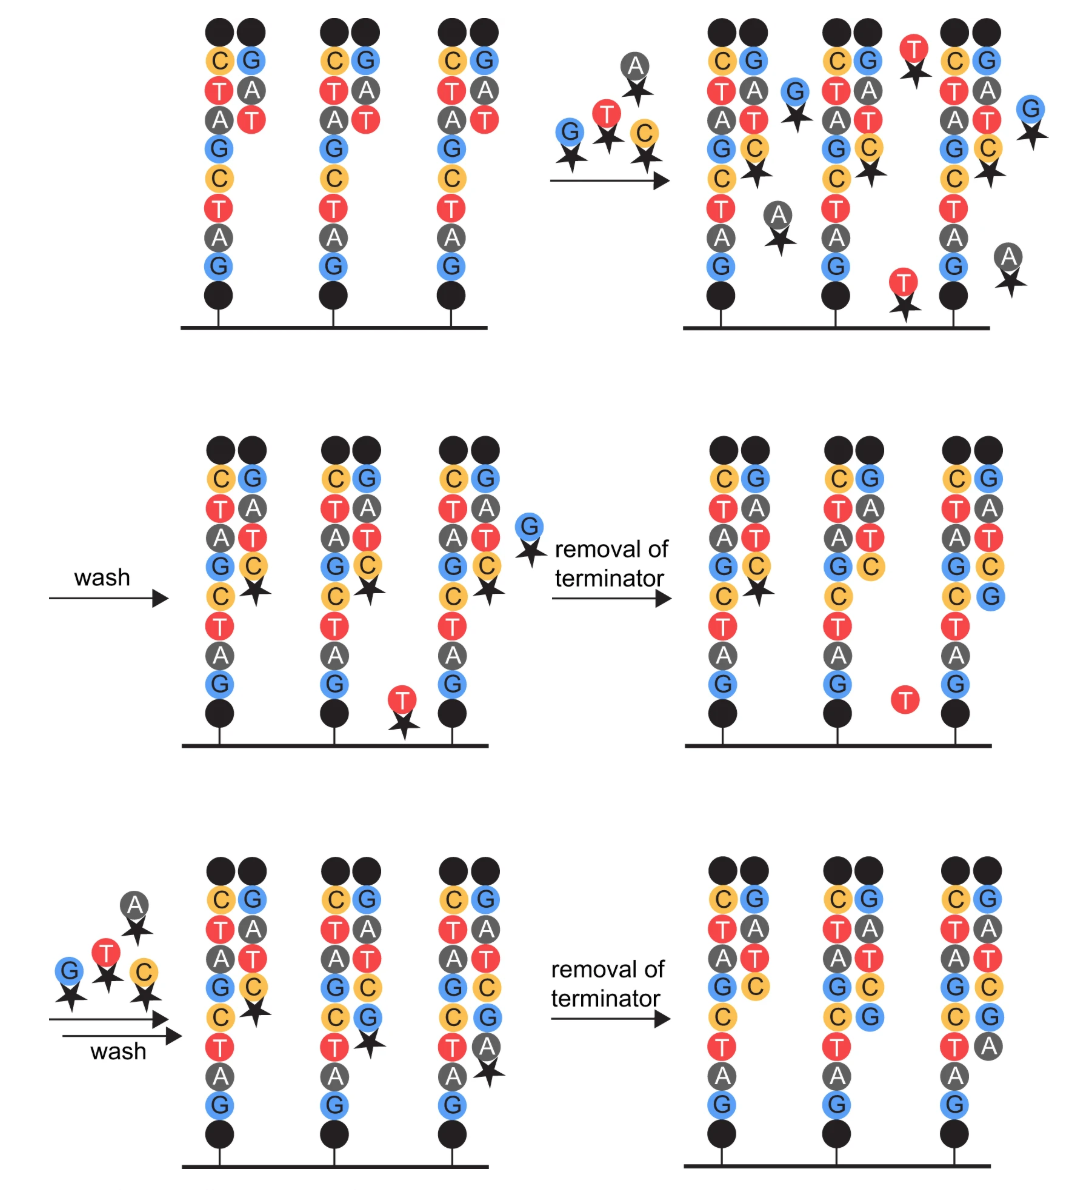 C G C G C G
T A T A T A
A T A T A T
G G G
C C C
T T T
A A A
G G G
A
T
G C
T
C G C G C G
T A G T A T A
A T A T A T G
G C G C G C
C C C
T A T T
A A A A
G G G
T
wash
C G C G C G
T A T A T A
A T A T A T G
G C G C G C
C C C
T T T
A A A
G G G
T
removal of
terminator
C G C G C G
T A T A T A
A T A T A T
G C G C G C
C C C G
T T T
A A A
G G G
T
A
T
G C
wash
C G C G C G
T A T A T A
A T A T A T
G C G C G C
C C G C G
T T T A
A A A
G G G
removal of
terminator
C G C G C G
T A T A T A
A T A T A T
G C G C G C
C C G C G
T T T A
A A A
G G G